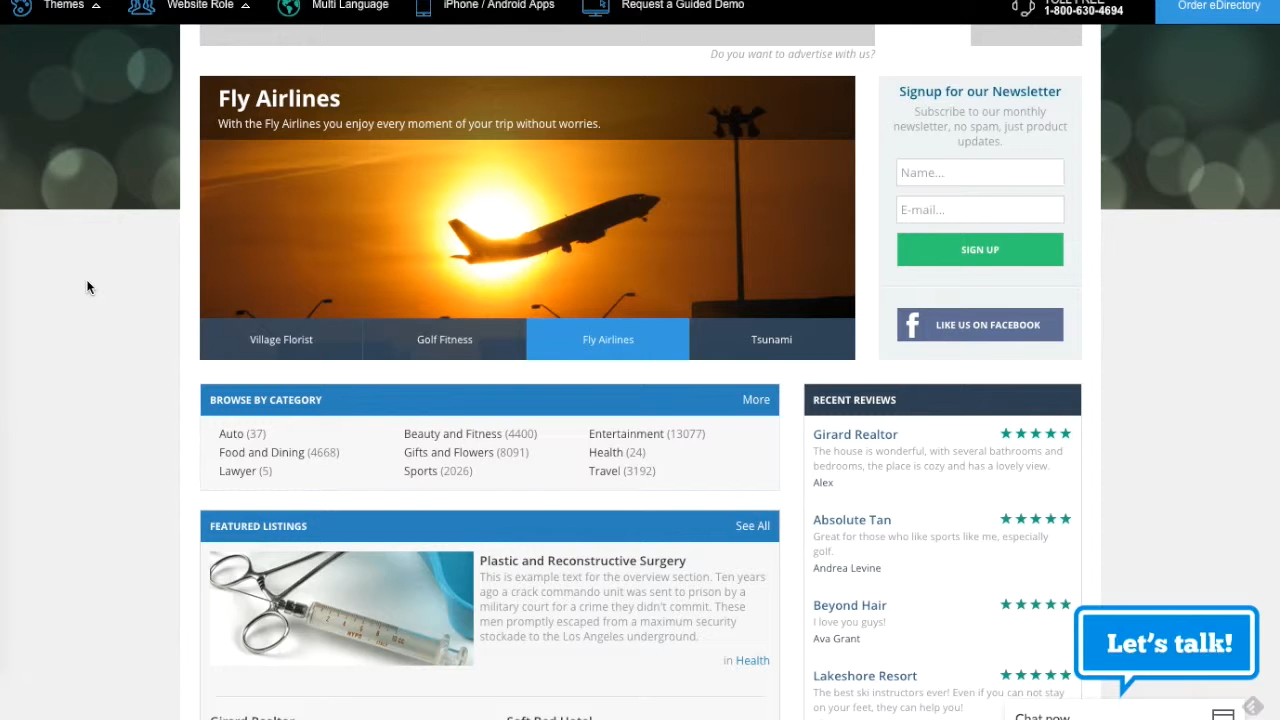 Themes
Website Role
Multi Language
iPhone / Android Apps
Request a Guided Demo
TOLL FREE
1-800-630-4694
Order eDirectory
Do you want to advertise with us?
Fly Airlines
With the Fly Airlines you enjoy every moment of your trip without worries.
Village Florist
Golf Fitness
Fly Airlines
Tsunami
Signup for our Newsletter
Subscribe to our monthly
newsletter, no spam, just product
updates.
Name...
E-mail...
SIGN UP
f LIKE US ON FACEBOOK
BROWSE BY CATEGORY More
Auto (37) Beauty and Fitness (4400) Entertainment (13077)
Food and Dining (4668) Gifts and Flowers (8091) Health (24)
Lawyer (5) Sports (2026) Travel (3192)
FEATURED LISTINGS See All
Plastic and Reconstructive Surgery
This is example text for the overview section. Ten years
ago a crack commando unit was sent to prison by a
military court for a crime they didn't commit. These
men promptly escaped from a maximum security
stockade to the Los Angeles underground.
in Health
Girard Realtor Soft Bed Hotel
RECENT REVIEWS
Girard Realtor
The house is wonderful, with several bathrooms and
bedrooms, the place is cozy and has a lovely view.
Alex
Absolute Tan
Great for those who like sports like me, especially
golf.
Andrea Levine
Beyond Hair
I love you guys!
Ava Grant
Lakeshore Resort
The best ski instructors ever! Even if you can not stay
on your feet, they can help you!
Let's talk!
Chat now